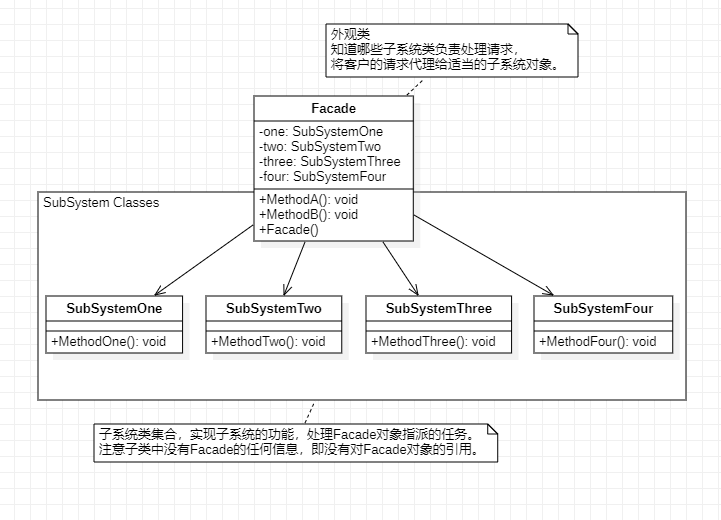 外观类
知道哪些子系统类负责处理请求，
将客户的请求代理给适当的子系统对象。
Facade
-one: SubSystemOne
-two: SubSystemTwo
-three: SubSystemThree
-four: SubSystemFour
+MethodA(): void
+MethodB(): void
+Facade()
SubSystem Classes
SubSystemOne
+MethodOne(): void
SubSystemTwo
+MethodTwo(): void
SubSystemThree
+MethodThree(): void
SubSystemFour
+MethodFour(): void
子系统类集合，实现子系统的功能，处理Facade对象指派的任务。
注意子类中没有Facade的任何信息，即没有对Facade对象的引用。